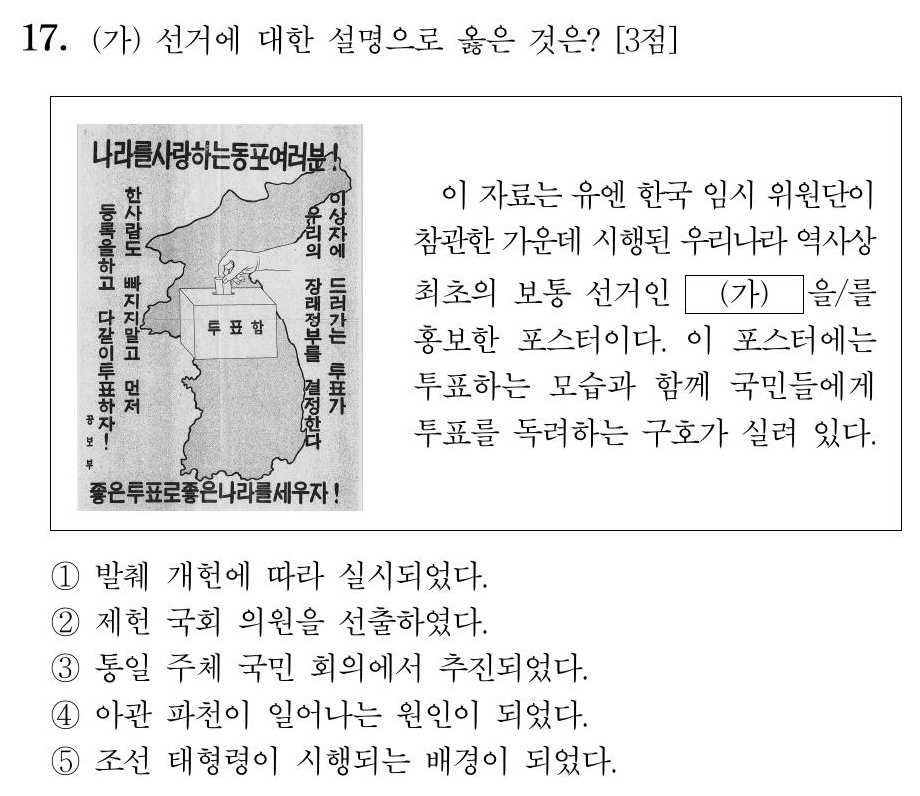 17. (가) 선거에 대한 설명으로 옳은 것은? [3점]
나라를사랑하는동포여러분!
이상자에 드러가는 투표가
우리의 장래정부를 결정한다
투표함
한사람도 빠지지말고 먼저
등록을하고 다같이투표하자!
공보부
좋은투표로좋은나라를세우자!
이 자료는 유엔 한국 임시 위원단이
참관한 가운데 시행된 우리나라 역사상
최초의 보통 선거인 (가) 을/를
홍보한 포스터이다. 이 포스터에는
투표하는 모습과 함께 국민들에게
투표를 독려하는 구호가 실려 있다.
① 발췌 개헌에 따라 실시되었다.
② 제헌 국회 의원을 선출하였다.
③ 통일 주체 국민 회의에서 추진되었다.
④ 아관 파천이 일어나는 원인이 되었다.
⑤ 조선 태형령이 시행되는 배경이 되었다.